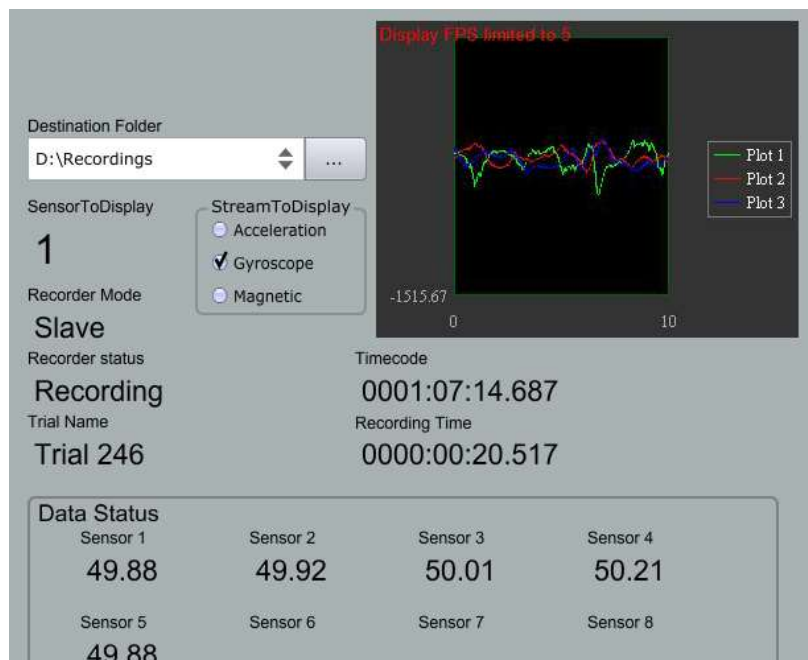 Display FPS limited to 5
Destination Folder
D:\Recordings
...
SensorToDisplay
1
StreamToDisplay
Acceleration
Gyroscope
Magnetic
Plot 1
Plot 2
Plot 3
-1515.67
0 10
Recorder Mode
Slave
Recorder status
Recording
Timecode
0001:07:14.687
Trial Name
Trial 246
Recording Time
0000:00:20.517
Data Status
Sensor 1 Sensor 2 Sensor 3 Sensor 4
49.88 49.92 50.01 50.21
Sensor 5 Sensor 6 Sensor 7 Sensor 8
49.88